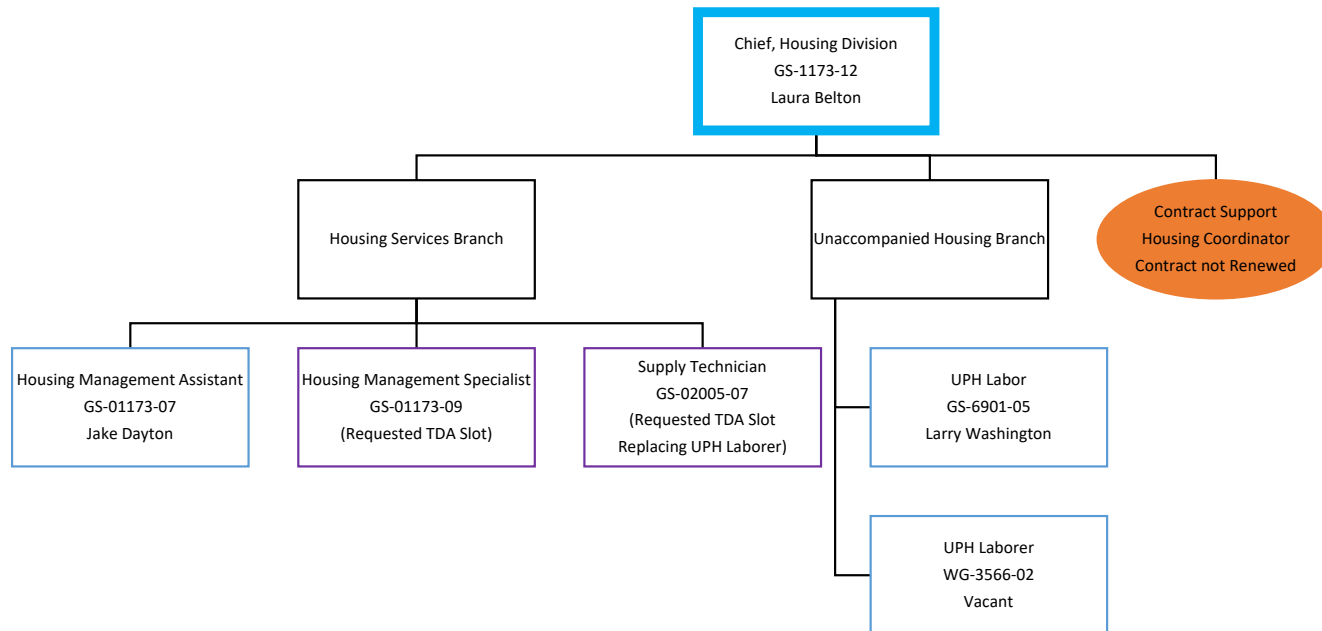 Chief, Housing Division
GS-1173-12
Laura Belton
Housing Services Branch
Unaccompanied Housing Branch
Contract Support
Housing Coordinator
Contract not Renewed
Housing Management Assistant
GS-01173-07
Jake Dayton
Housing Management Specialist
GS-01173-09
(Requested TDA Slot)
Supply Technician
GS-02005-07
(Requested TDA Slot
Replacing UPH Laborer)
UPH Labor
GS-6901-05
Larry Washington
UPH Laborer
WG-3566-02
Vacant